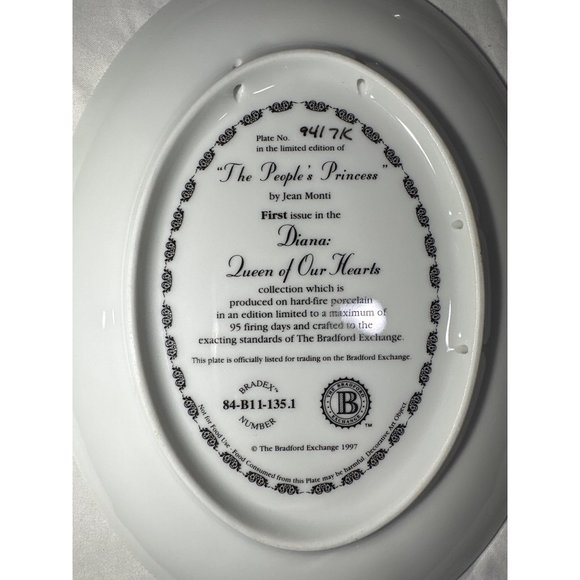 Plate No. 9417K
in the limited edition of
"The People's Princess"
by Jean Monti
First issue in the
Diana:
Queen of Our Hearts
collection which is
produced on hard-fire porcelain
in an edition limited to a maximum of
95 firing days and crafted to the
exacting standards of The Bradford Exchange.
This plate is officially listed for trading on the Bradford Exchange.
BRADEX™
84-B11-135.1
NUMBER
THE BRADFORD EXCHANGE
B
™
© The Bradford Exchange 1997
Not for Food Use Food Consumed from this Plate may be harmful Decorative Art Object